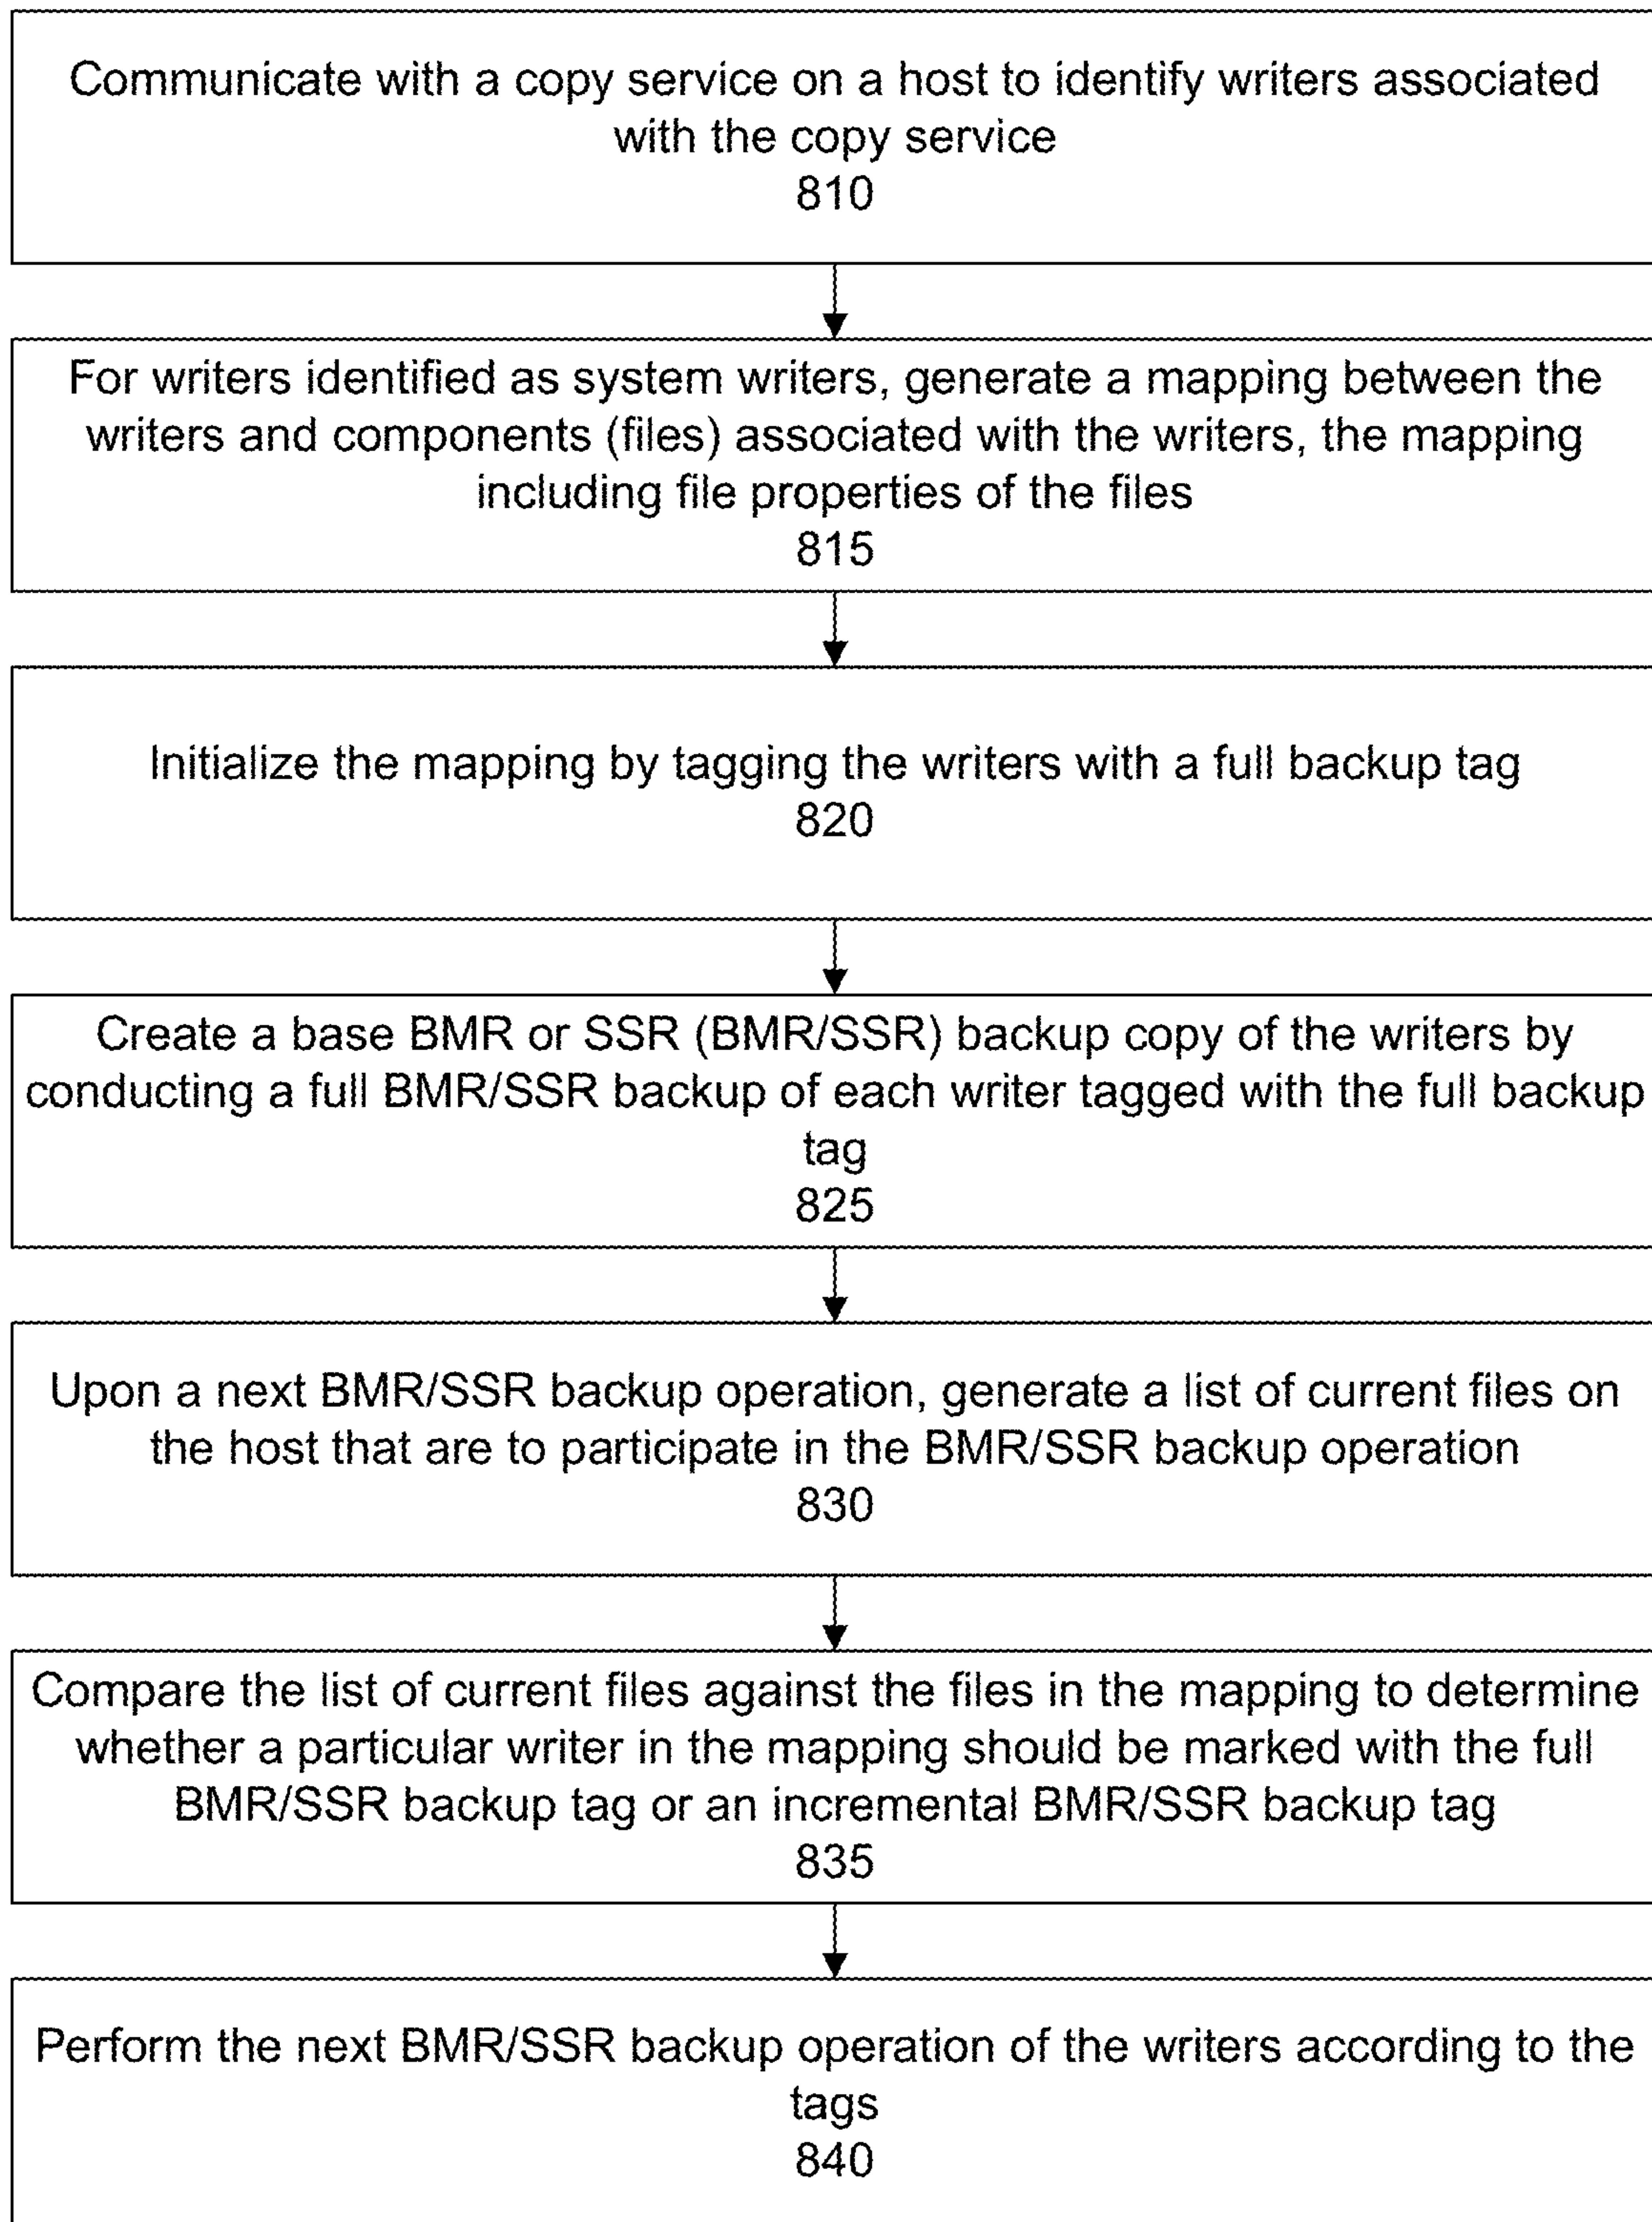 Communicate with a copy service on a host to identify writers associated
with the copy service
810
For writers identified as system writers, generate a mapping between the
writers and components (files) associated with the writers, the mapping
including file properties of the files
815
Initialize the mapping by tagging the writers with a full backup tag
820
Create a base BMR or SSR (BMR/SSR) backup copy of the writers by
conducting a full BMR/SSR backup of each writer tagged with the full backup
tag
825
Upon a next BMR/SSR backup operation, generate a list of current files on
the host that are to participate in the BMR/SSR backup operation
830
Compare the list of current files against the files in the mapping to determine
whether a particular writer in the mapping should be marked with the full
BMR/SSR backup tag or an incremental BMR/SSR backup tag
835
Perform the next BMR/SSR backup operation of the writers according to the
tags
840